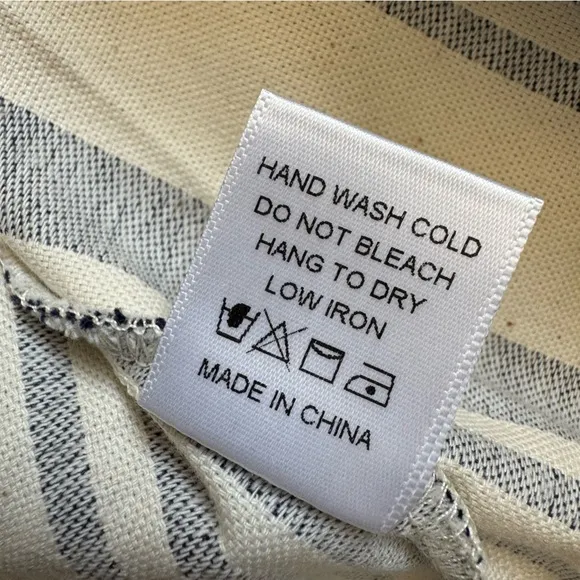 HAND WASH COLD
DO NOT BLEACH
HANG TO DRY
LOW IRON
MADE IN CHINA